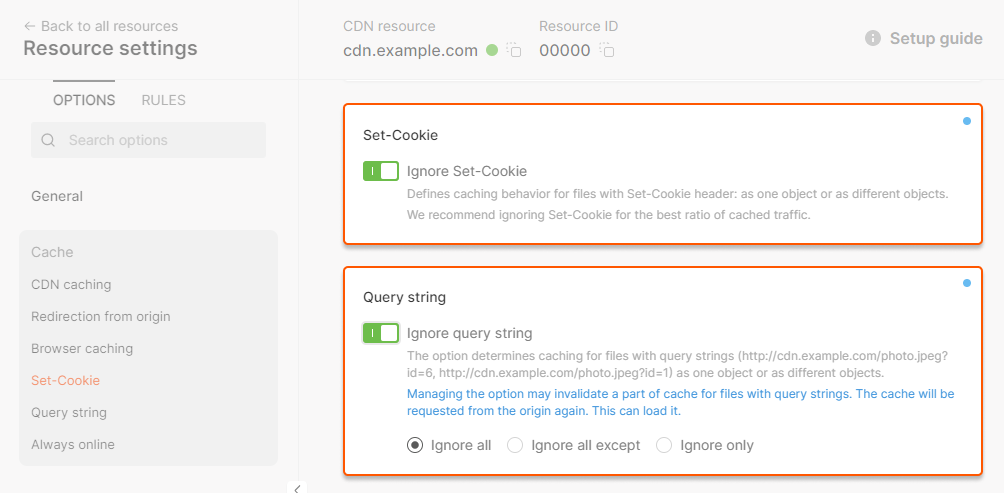 ← Back to all resources
Resource settings
CDN resource
cdn.example.com
Resource ID
00000
Setup guide
OPTIONS
RULES
Search options
General
Cache
CDN caching
Redirection from origin
Browser caching
Set-Cookie
Query string
Always online
Set-Cookie
Ignore Set-Cookie
Defines caching behavior for files with Set-Cookie header: as one object or as different objects.
We recommend ignoring Set-Cookie for the best ratio of cached traffic.
Query string
Ignore query string
The option determines caching for files with query strings (http://cdn.example.com/photo.jpeg?
id=6, http://cdn.example.com/photo.jpeg?id=1) as one object or as different objects.
Managing the option may invalidate a part of cache for files with query strings. The cache will be
requested from the origin again. This can load it.
Ignore all
Ignore all except
Ignore only